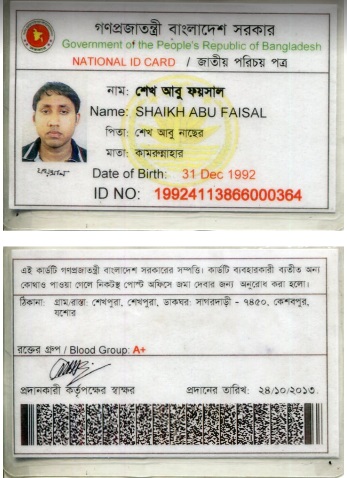 গণপ্রজাতন্ত্রী বাংলাদেশ সরকার
Government of the People's Republic of Bangladesh
NATIONAL ID CARD / জাতীয় পরিচয় পত্র
নাম: শেখ আবু ফয়সাল
Name: SHAIKH ABU FAISAL
পিতা: শেখ আবু নাছের
মাতা: কামরুন্নাহার
Date of Birth: 31 Dec 1992
ID NO: 19924113866000364
এই কার্ডটি গণপ্রজাতন্ত্রী বাংলাদেশ সরকারের সম্পত্তি। কার্ডটি ব্যবহারকারী ব্যতীত অন্য
কোথাও পাওয়া গেলে নিকটস্থ পোস্ট অফিসে জমা দেবার জন্য অনুরোধ করা হলো।
ঠিকানা: গ্রাম/রাস্তা: শেখপুরা, শেখপুরা, ডাকঘর: সাগরদাড়ী - ৭৪৫০, কেশবপুর,
যশোর
রক্তের গ্রুপ / Blood Group: A+
প্রদানকারী কর্তৃপক্ষের স্বাক্ষর প্রদানের তারিখ: ২৪/১০/২০১৩